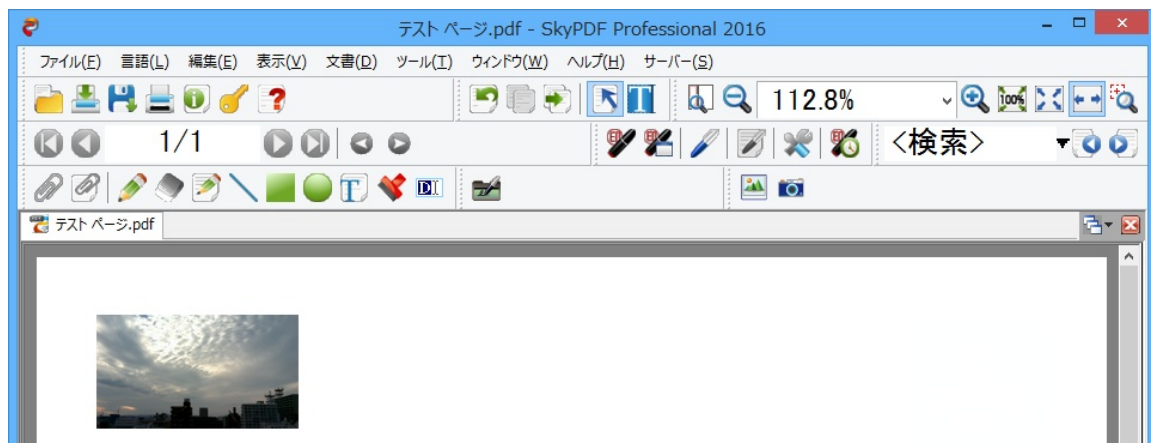 テスト ページ.pdf - SkyPDF Professional 2016
ファイル(F) 言語(L) 編集(E) 表示(V) 文書(D) ツール(T) ウィンドウ(W) ヘルプ(H) サーバー(S)
112.8% 100%
1/1 <検索>
T DI
テスト ページ.pdf